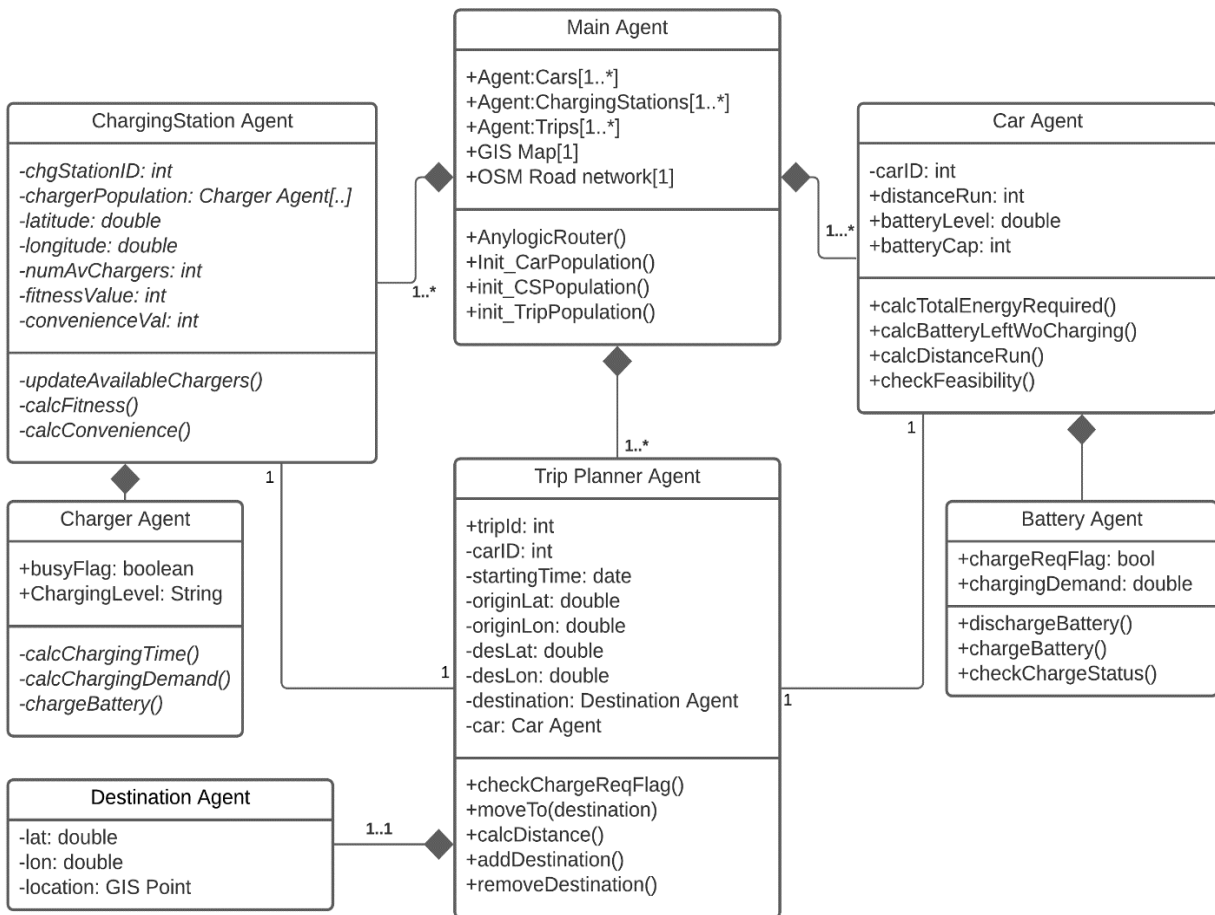 Main Agent
+Agent:Cars[1..*]
+Agent:ChargingStations[1..*]
+Agent:Trips[1..*]
+GIS Map[1]
+OSM Road network[1]
+AnylogicRouter()
+Init_CarPopulation()
+init_CSPopulation()
+init_TripPopulation()
ChargingStation Agent
-chgStationID: int
-chargerPopulation: Charger Agent[..]
-latitude: double
-longitude: double
-numAvChargers: int
-fitnessValue: int
-convenienceVal: int
-updateAvailableChargers()
-calcFitness()
-calcConvenience()
1..*
Car Agent
-carID: int
+distanceRun: int
+batteryLevel: double
+batteryCap: int
+calcTotalEnergyRequired()
+calcBatteryLeftWoCharging()
+calcDistanceRun()
+checkFeasibility()
1...*
1..*
1
1
Charger Agent
+busyFlag: boolean
+ChargingLevel: String
-calcChargingTime()
-calcChargingDemand()
-chargeBattery()
Trip Planner Agent
+tripId: int
-carID: int
-startingTime: date
-originLat: double
-originLon: double
-desLat: double
-desLon: double
-destination: Destination Agent
-car: Car Agent
+checkChargeReqFlag()
+moveTo(destination)
+calcDistance()
+addDestination()
+removeDestination()
1
1
Battery Agent
+chargeReqFlag: bool
+chargingDemand: double
+dischargeBattery()
+chargeBattery()
+checkChargeStatus()
Destination Agent
-lat: double
-lon: double
-location: GIS Point
1..1